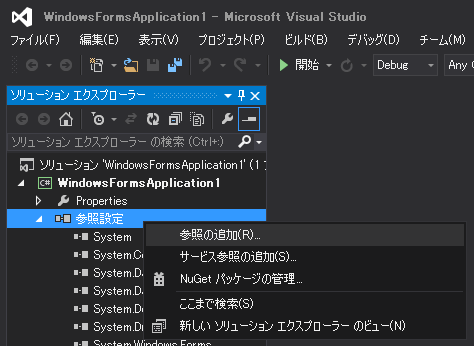 WindowsFormsApplication1 - Microsoft Visual Studio
ファイル(F) 編集(E) 表示(V) プロジェクト(P) ビルド(B) デバッグ(D) チーム(M)
開始 Debug Any
ソリューション エクスプローラー
ソリューション エクスプローラー の検索 (Ctrl+:)
ソリューション 'WindowsFormsApplication1' (1
C# WindowsFormsApplication1
Properties
参照設定
System
参照の追加(R)...
サービス参照の追加(S)...
NuGet パッケージの管理...
ここまで検索(S)
新しい ソリューション エクスプローラー のビュー(N)
System.Windows.Forms